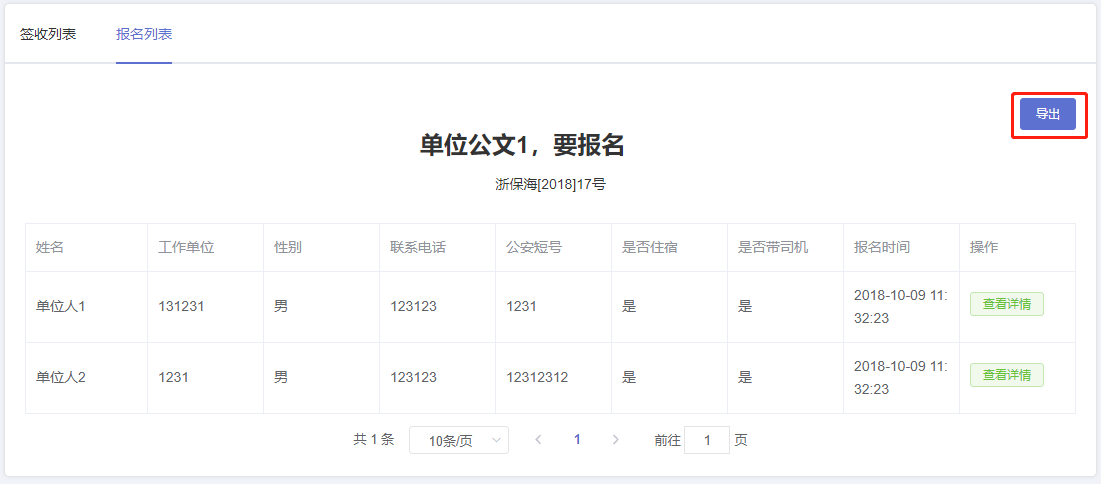 签收列表 报名列表
导出
单位公文1，要报名
浙保海[2018]17号
姓名 工作单位 性别 联系电话 公安短号 是否住宿 是否带司机 报名时间 操作
单位人1 131231 男 123123 1231 是 是 2018-10-09 11:
32:23 查看详情
单位人2 1231 男 123123 12312312 是 是 2018-10-09 11:
32:23 查看详情
共 1 条 10条/页 1 前往 1 页